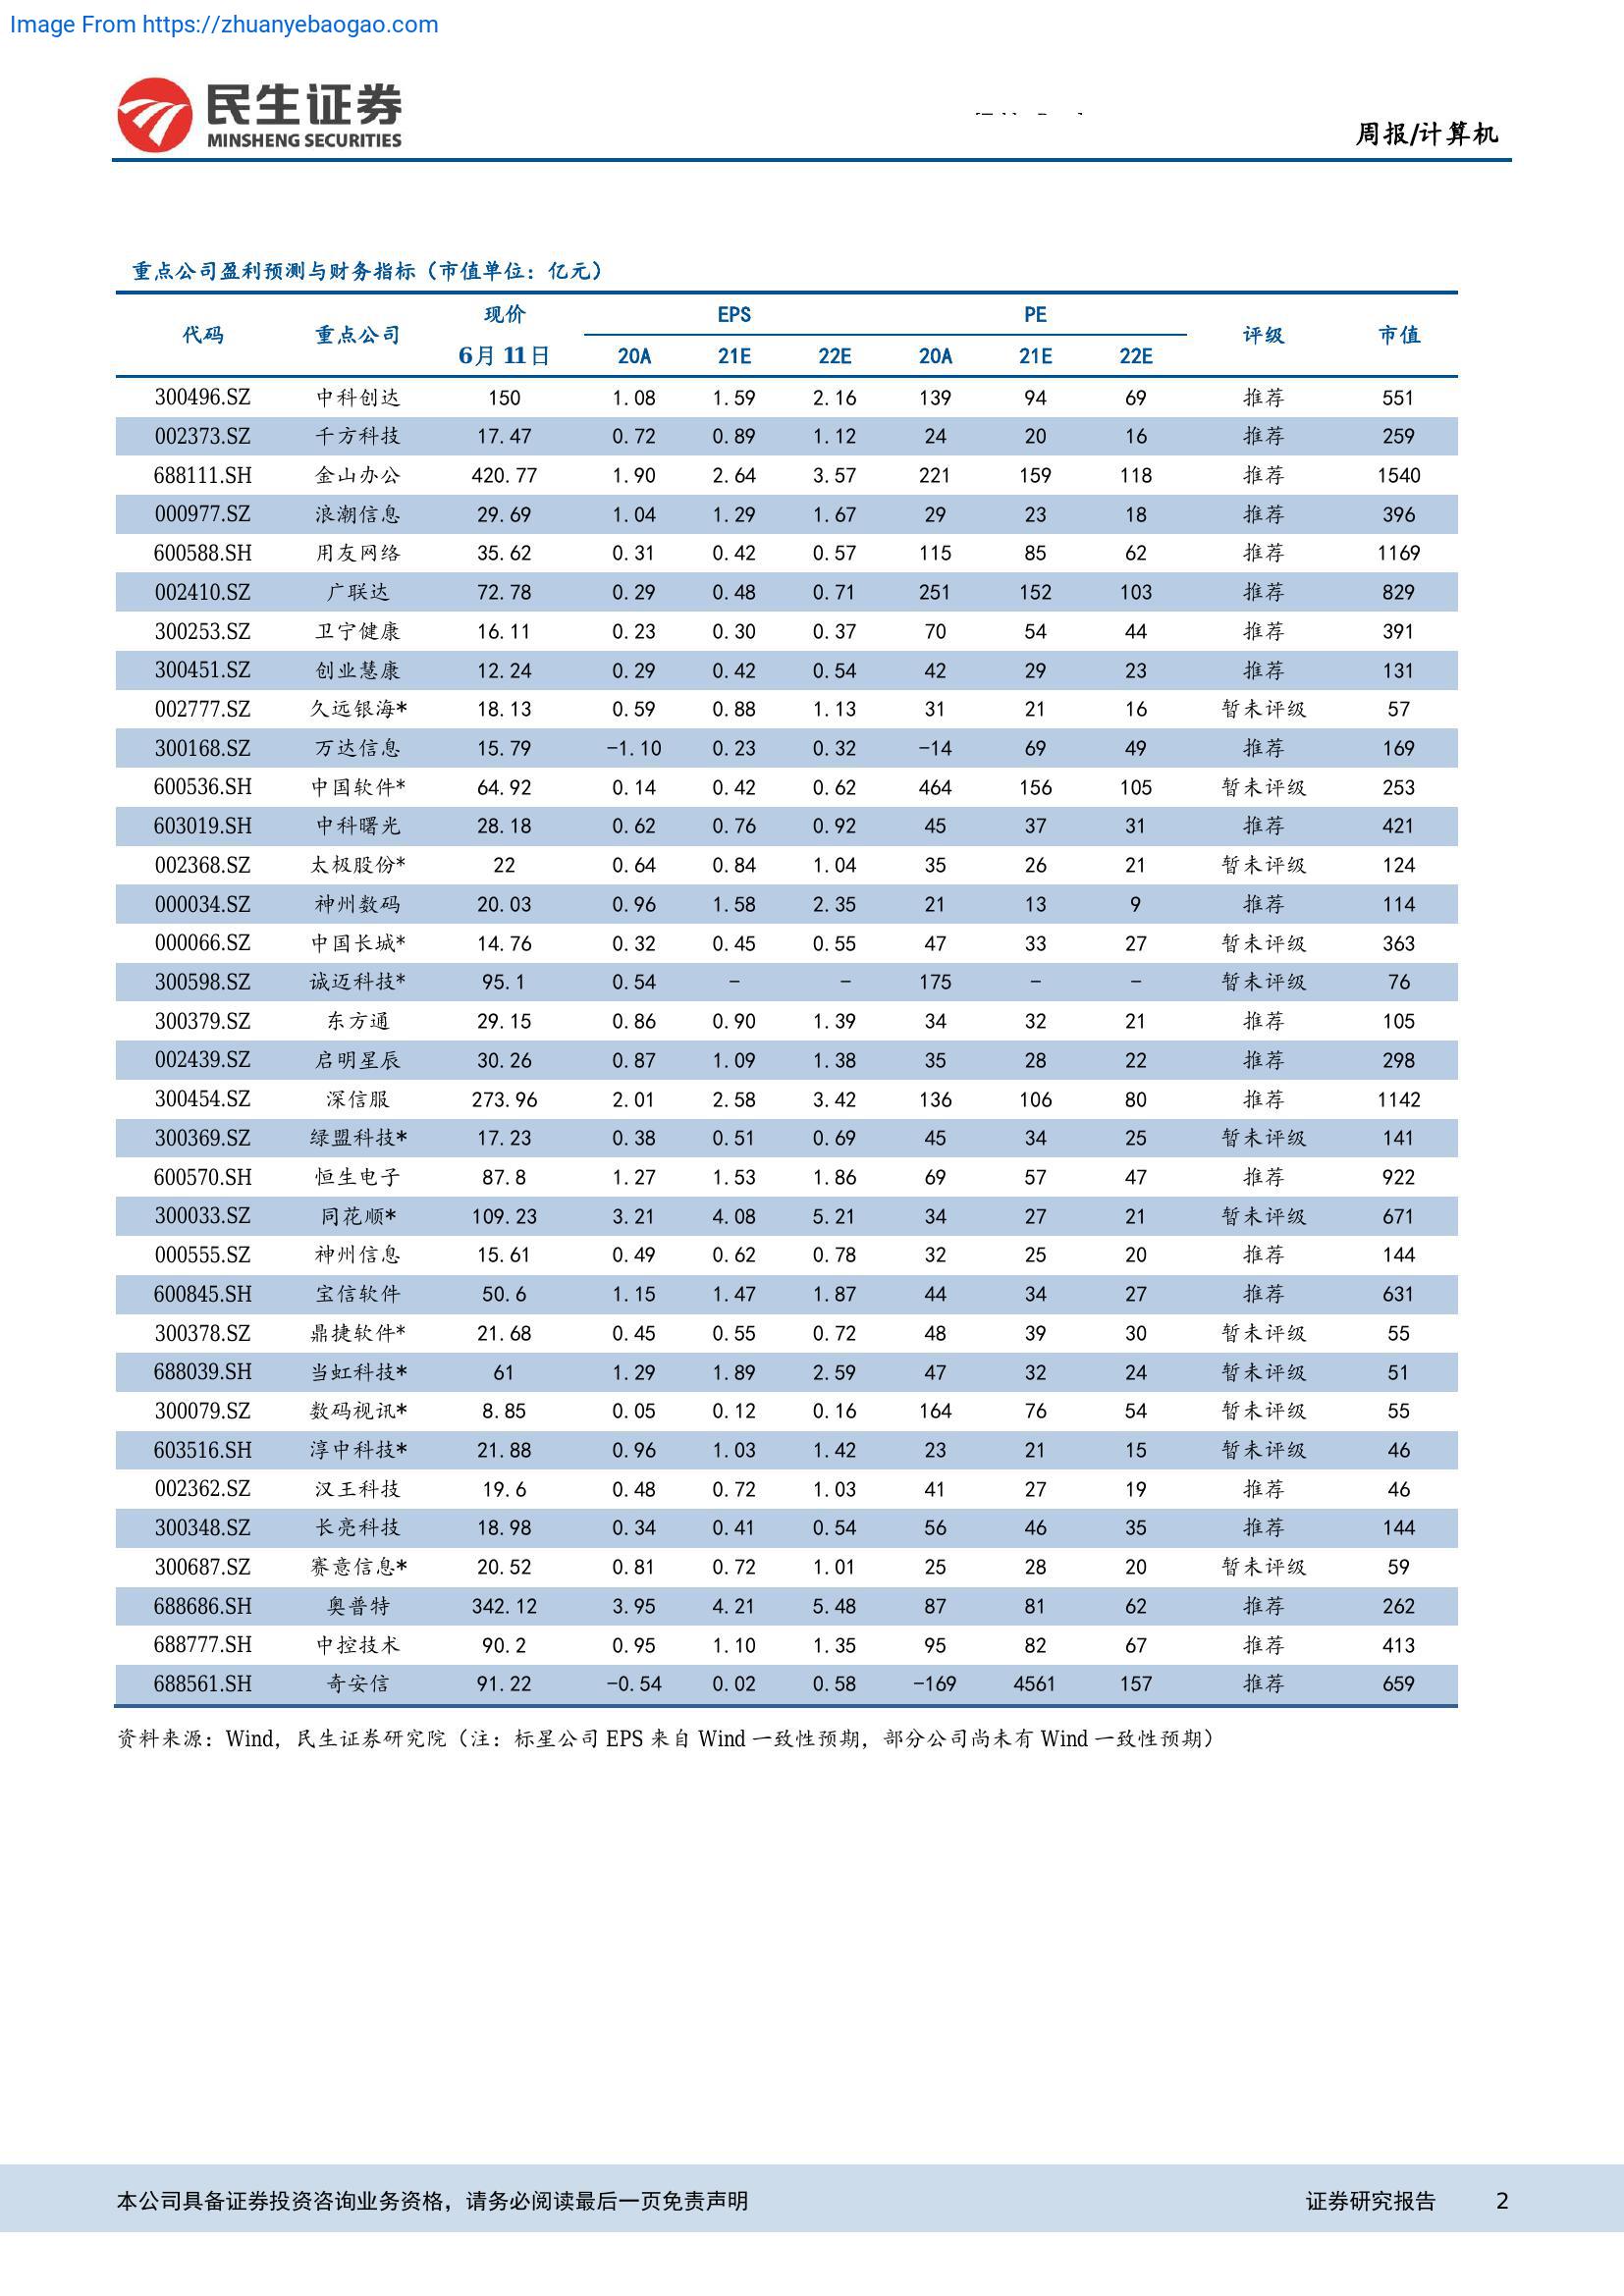 Image From https://zhuanyebaogao.com
民生证券
MINSHENG SECURITIES
周报/计算机
重点公司盈利预测与财务指标（市值单位：亿元）
代码 重点公司 现价 EPS PE 评级 市值
6月 11日 20A 21E 22E 20A 21E 22E
300496.SZ 中科创达 150 1.08 1.59 2.16 139 94 69 推荐 551
002373.SZ 千方科技 17.47 0.72 0.89 1.12 24 20 16 推荐 259
688111.SH 金山办公 420.77 1.90 2.64 3.57 221 159 118 推荐 1540
000977.SZ 浪潮信息 29.69 1.04 1.29 1.67 29 23 18 推荐 396
600588.SH 用友网络 35.62 0.31 0.42 0.57 115 85 62 推荐 1169
002410.SZ 广联达 72.78 0.29 0.48 0.71 251 152 103 推荐 829
300253.SZ 卫宁健康 16.11 0.23 0.30 0.37 70 54 44 推荐 391
300451.SZ 创业慧康 12.24 0.29 0.42 0.54 42 29 23 推荐 131
002777.SZ 久远银海* 18.13 0.59 0.88 1.13 31 21 16 暂未评级 57
300168.SZ 万达信息 15.79 -1.10 0.23 0.32 -14 69 49 推荐 169
600536.SH 中国软件* 64.92 0.14 0.42 0.62 464 156 105 暂未评级 253
603019.SH 中科曙光 28.18 0.62 0.76 0.92 45 37 31 推荐 421
002368.SZ 太极股份* 22 0.64 0.84 1.04 35 26 21 暂未评级 124
000034.SZ 神州数码 20.03 0.96 1.58 2.35 21 13 9 推荐 114
000066.SZ 中国长城* 14.76 0.32 0.45 0.55 47 33 27 暂未评级 363
300598.SZ 诚迈科技* 95.1 0.54 - - 175 - - 暂未评级 76
300379.SZ 东方通 29.15 0.86 0.90 1.39 34 32 21 推荐 105
002439.SZ 启明星辰 30.26 0.87 1.09 1.38 35 28 22 推荐 298
300454.SZ 深信服 273.96 2.01 2.58 3.42 136 106 80 推荐 1142
300369.SZ 绿盟科技* 17.23 0.38 0.51 0.69 45 34 25 暂未评级 141
600570.SH 恒生电子 87.8 1.27 1.53 1.86 69 57 47 推荐 922
300033.SZ 同花顺* 109.23 3.21 4.08 5.21 34 27 21 暂未评级 671
000555.SZ 神州信息 15.61 0.49 0.62 0.78 32 25 20 推荐 144
600845.SH 宝信软件 50.6 1.15 1.47 1.87 44 34 27 推荐 631
300378.SZ 鼎捷软件* 21.68 0.45 0.55 0.72 48 39 30 暂未评级 55
688039.SH 当虹科技* 61 1.29 1.89 2.59 47 32 24 暂未评级 51
300079.SZ 数码视讯* 8.85 0.05 0.12 0.16 164 76 54 暂未评级 55
603516.SH 淳中科技* 21.88 0.96 1.03 1.42 23 21 15 暂未评级 46
002362.SZ 汉王科技 19.6 0.48 0.72 1.03 41 27 19 推荐 46
300348.SZ 长亮科技 18.98 0.34 0.41 0.54 56 46 35 推荐 144
300687.SZ 赛意信息* 20.52 0.81 0.72 1.01 25 28 20 暂未评级 59
688686.SH 奥普特 342.12 3.95 4.21 5.48 87 81 62 推荐 262
688777.SH 中控技术 90.2 0.95 1.10 1.35 95 82 67 推荐 413
688561.SH 奇安信 91.22 -0.54 0.02 0.58 -169 4561 157 推荐 659
资料来源：Wind，民生证券研究院（注：标星公司 EPS 来自 Wind 一致性预期，部分公司尚未有 Wind 一致性预期）
本公司具备证券投资咨询业务资格，请务必阅读最后一页免责声明 证券研究报告 2